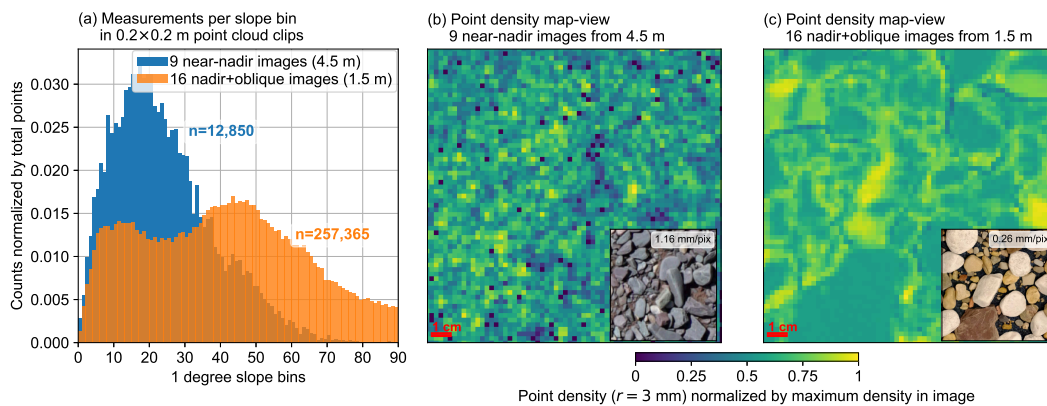 (a) Measurements per slope bin
in 0.2×0.2 m point cloud clips
9 near-nadir images (4.5 m)
16 nadir+oblique images (1.5 m)
n=12,850
n=257,365
Counts normalized by total points
0.030
0.025
0.020
0.015
0.010
0.005
0.000
0 10 20 30 40 50 60 70 80 90
1 degree slope bins
(b) Point density map-view
9 near-nadir images from 4.5 m
1.16 mm/pix
1 cm
(c) Point density map-view
16 nadir+oblique images from 1.5 m
0.26 mm/pix
1 cm
0 0.25 0.50 0.75 1
Point density (r = 3 mm) normalized by maximum density in image